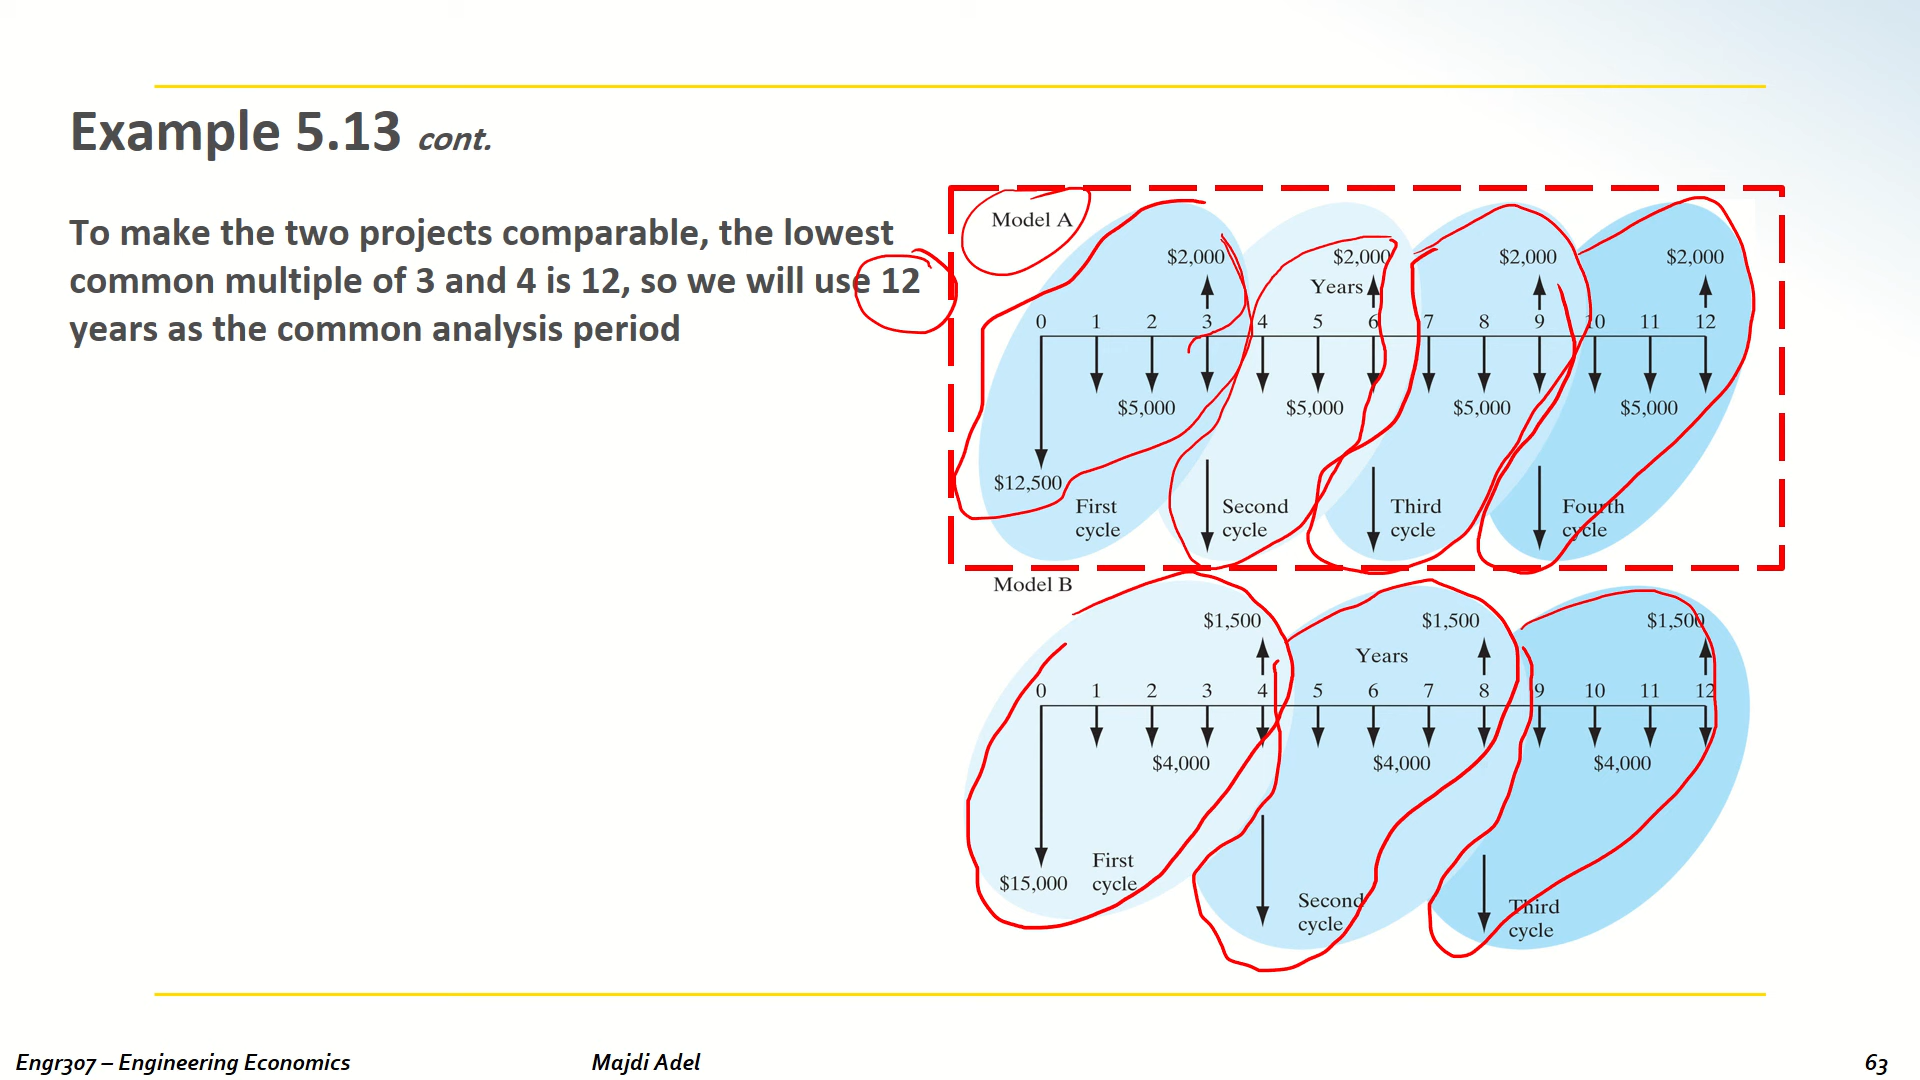 Example 5.13 cont.
To make the two projects comparable, the lowest
common multiple of 3 and 4 is 12, so we will use 12
years as the common analysis period
Model A
$2,000 $2,000 $2,000 $2,000
Years
0 1 2 3 4 5 6 7 8 9 10 11 12
$5,000 $5,000 $5,000 $5,000
$12,500
First Second Third Fourth
cycle cycle cycle cycle
Model B
$1,500 $1,500 $1,500
Years
0 1 2 3 4 5 6 7 8 9 10 11 12
$4,000 $4,000 $4,000
First
$15,000 cycle
Second Third
cycle cycle
Engr307 – Engineering Economics Majdi Adel 63